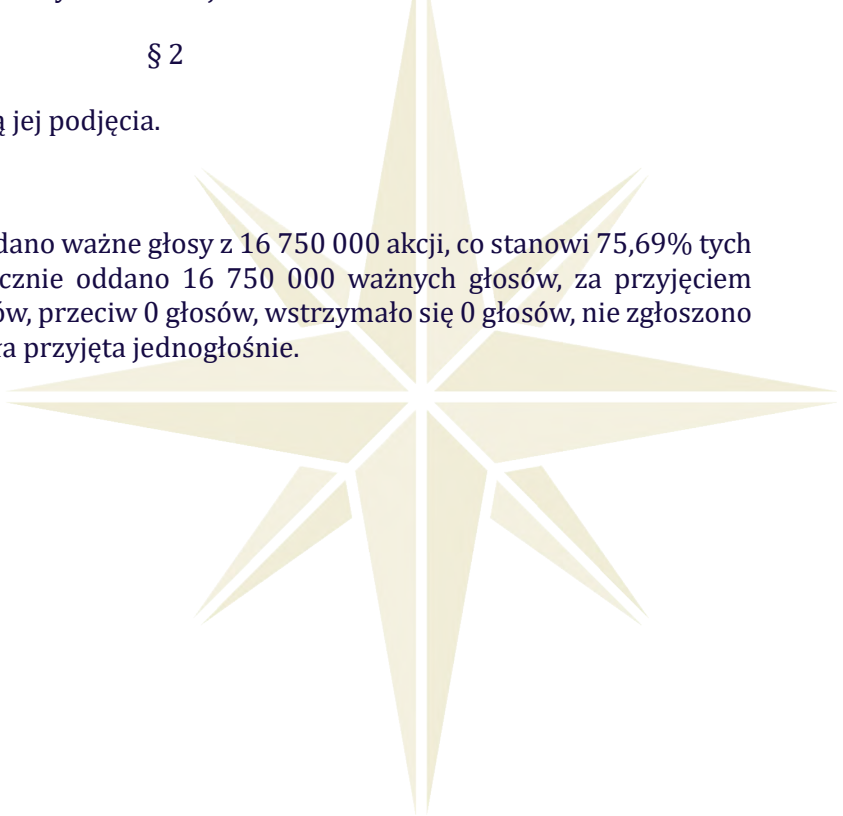 § 2
ą jej podjęcia.
dano ważne głosy z 16 750 000 akcji, co stanowi 75,69% tych
cznie oddano 16 750 000 ważnych głosów, za przyjęciem
ów, przeciw 0 głosów, wstrzymało się 0 głosów, nie zgłoszono
ła przyjęta jednogłośnie.